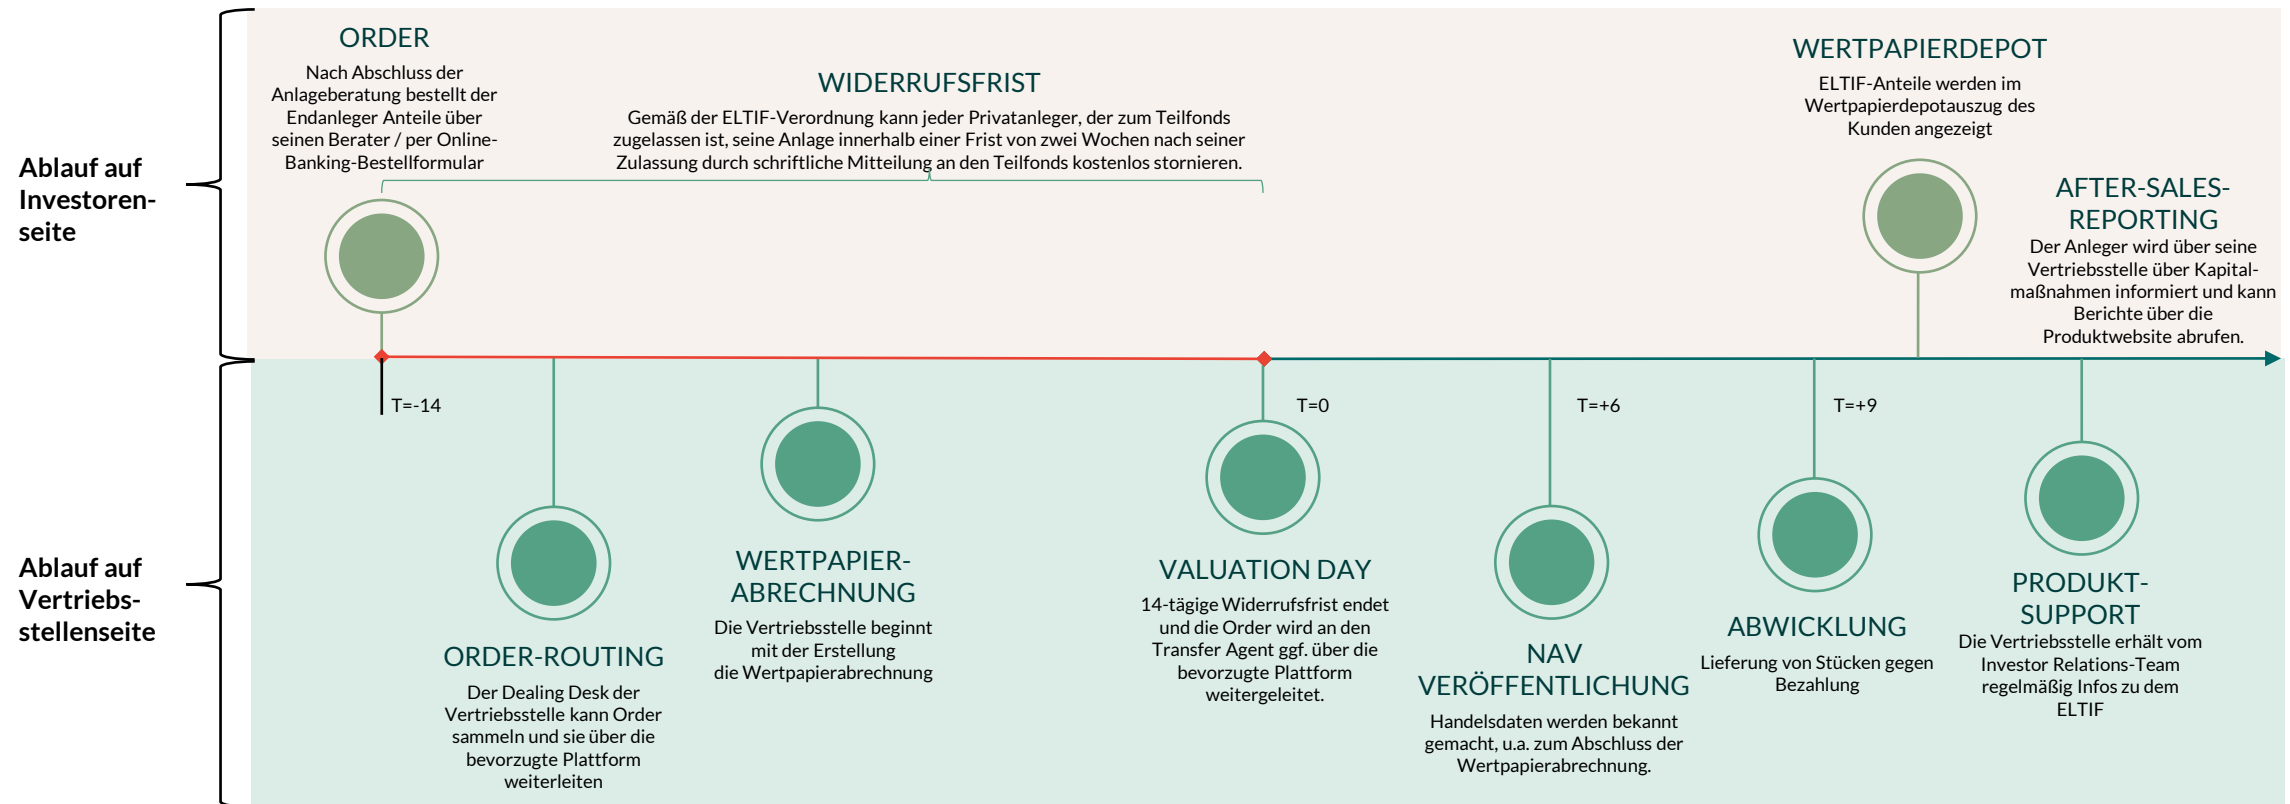 Ablauf auf
Investoren-
seite
ORDER
Nach Abschluss der
Anlageberatung bestellt der
Endanleger Anteile über
seinen Berater / per Online-
Banking-Bestellformular
WIDERRUFSFRIST
Gemäß der ELTIF-Verordnung kann jeder Privatanleger, der zum Teilfonds
zugelassen ist, seine Anlage innerhalb einer Frist von zwei Wochen nach seiner
Zulassung durch schriftliche Mitteilung an den Teilfonds kostenlos stornieren.
WERTPAPIERDEPOT
ELTIF-Anteile werden im
Wertpapierdepotauszug des
Kunden angezeigt
AFTER-SALES-
REPORTING
Der Anleger wird über seine
Vertriebsstelle über Kapital-
maßnahmen informiert und kann
Berichte über die
Produktwebsite abrufen.
Ablauf auf
Vertriebs-
stellenseite
T=-14
T=0
T=+6
T=+9
ORDER-ROUTING
Der Dealing Desk der
Vertriebsstelle kann Order
sammeln und sie über die
bevorzugte Plattform
weiterleiten
WERTPAPIER-
ABRECHNUNG
Die Vertriebsstelle beginnt
mit der Erstellung
die Wertpapierabrechnung
VALUATION DAY
14-tägige Widerrufsfrist endet
und die Order wird an den
Transfer Agent ggf. über die
bevorzugte Plattform
weitergeleitet.
NAV
VERÖFFENTLICHUNG
Handelsdaten werden bekannt
gemacht, u.a. zum Abschluss der
Wertpapierabrechnung.
ABWICKLUNG
Lieferung von Stücken gegen
Bezahlung
PRODUKT-
SUPPORT
Die Vertriebsstelle erhält vom
Investor Relations-Team
regelmäßig Infos zu dem
ELTIF